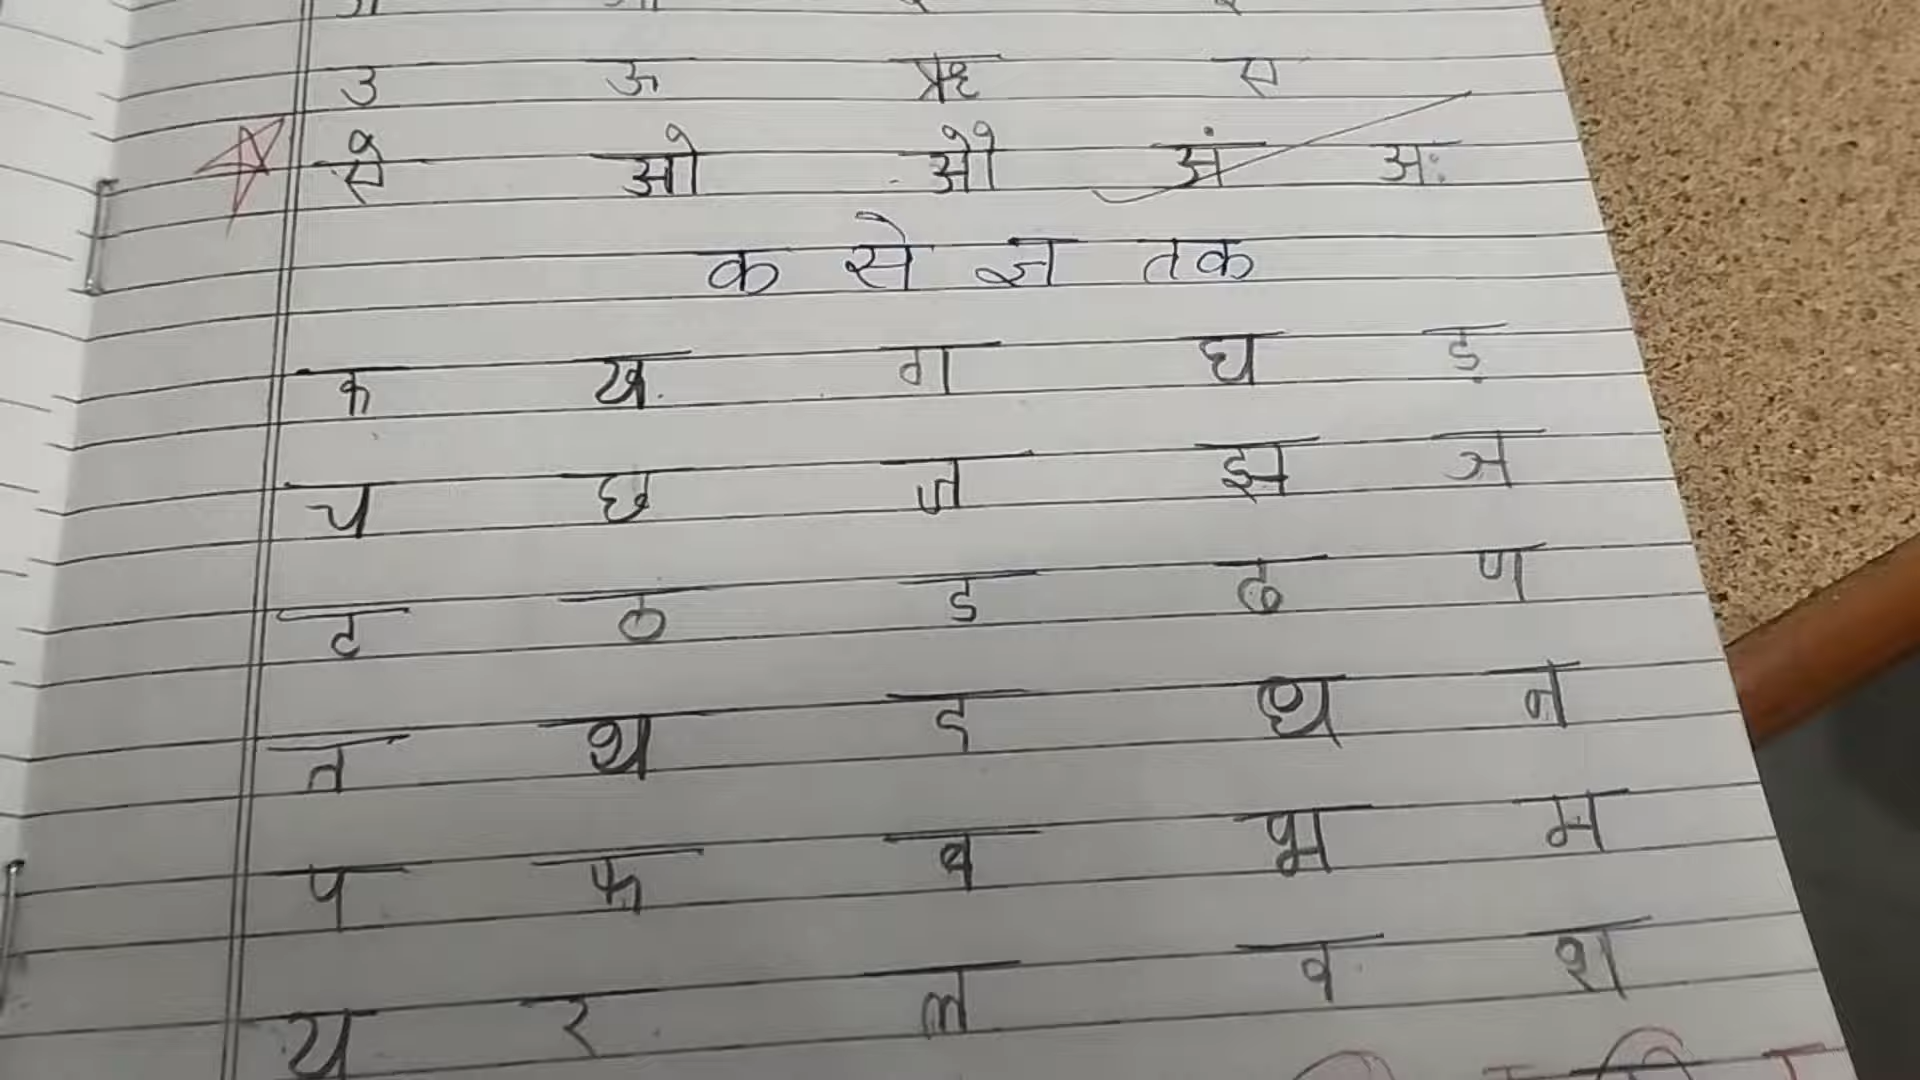 उ ऊ ऋ ए
ऐ ओ औ अं अः
क से ज्ञ तक
क ख ग घ ङ
च छ ज झ ञ
ट ठ ड ढ ण
त थ द ध न
प फ ब भ म
य र ल व श